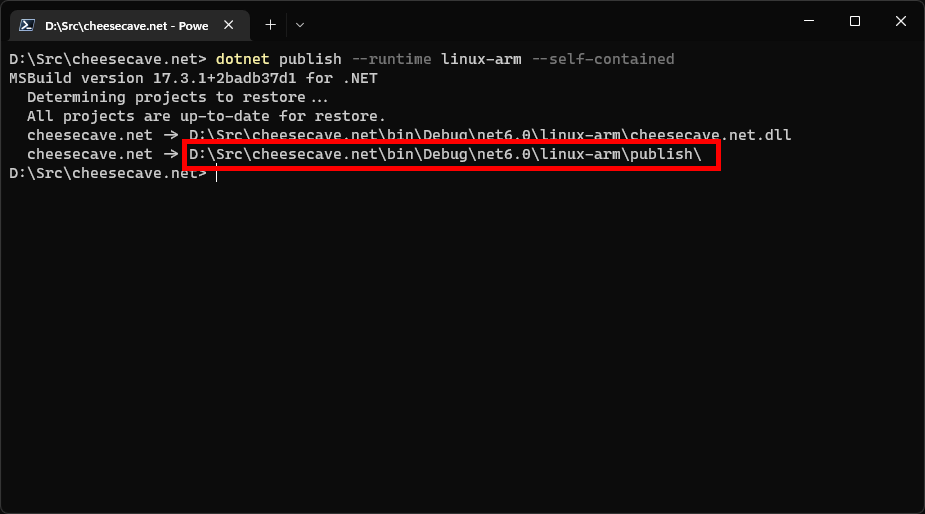 D:\Src\cheesecave.net - Powe
D:\Src\cheesecave.net> dotnet publish --runtime linux-arm --self-contained
MSBuild version 17.3.1+2badb37d1 for .NET
Determining projects to restore...
All projects are up-to-date for restore.
cheesecave.net -> D:\Src\cheesecave.net\bin\Debug\net6.0\linux-arm\cheesecave.net.dll
cheesecave.net -> D:\Src\cheesecave.net\bin\Debug\net6.0\linux-arm\publish\
D:\Src\cheesecave.net>